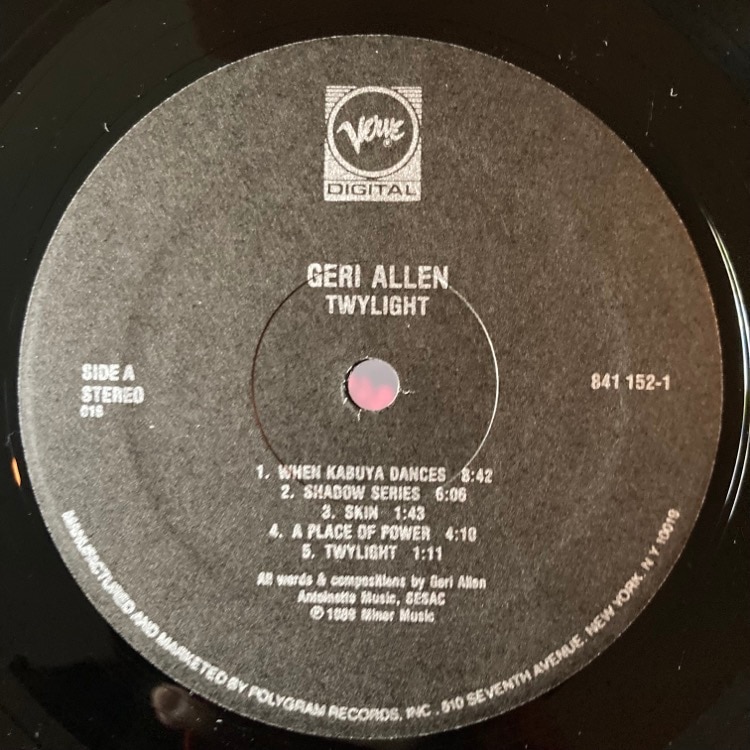 Verve
DIGITAL
GERI ALLEN
TWYLIGHT
SIDE A
STEREO
016
841 152-1
1. WHEN KABUYA DANCES 8:42
2. SHADOW SERIES 6:06
3. SKIN 1:43
4. A PLACE OF POWER 4:10
5. TWYLIGHT 1:11
All words & compositions by Geri Allen
Antoinette Music, SESAC
℗ 1989 Minor Music
MANUFACTURED AND MARKETED BY POLYGRAM RECORDS, INC. 810 SEVENTH AVENUE, NEW YORK, N Y 10019